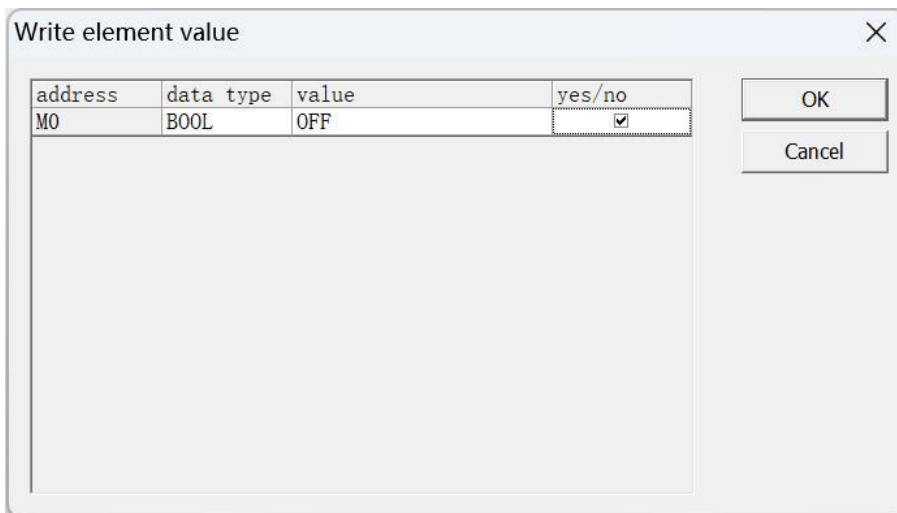 Write element value
address data type value yes/no
M0 BOOL OFF
OK
Cancel